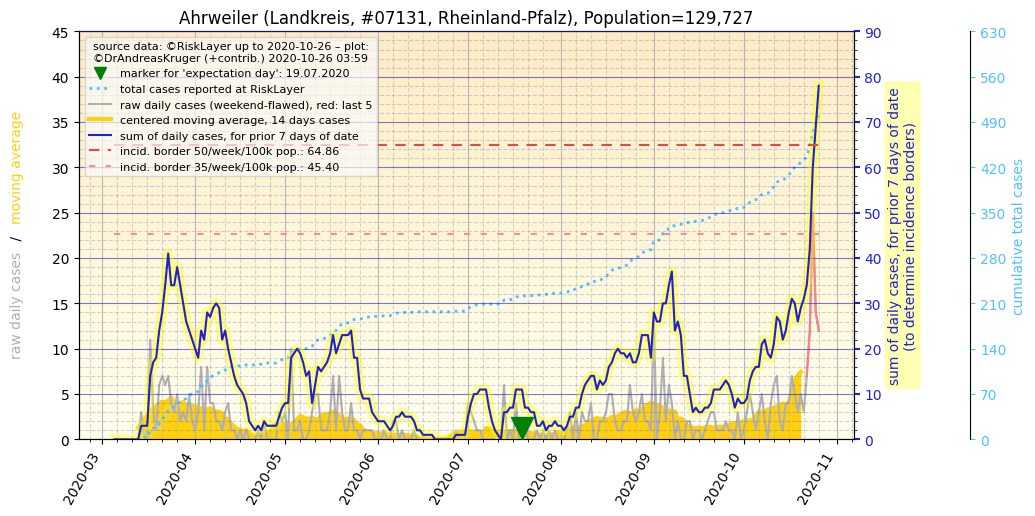 Ahrweiler (Landkreis, #07131, Rheinland-Pfalz), Population=129,727
source data: ©RiskLayer up to 2020-10-26 – plot:
©DrAndreasKruger (+contrib.) 2020-10-26 03:59
marker for 'expectation day': 19.07.2020
total cases reported at RiskLayer
raw daily cases (weekend-flawed), red: last 5
centered moving average, 14 days cases
sum of daily cases, for prior 7 days of date
incid. border 50/week/100k pop.: 64.86
incid. border 35/week/100k pop.: 45.40
raw daily cases / moving average
45
40
35
30
25
20
15
10
5
0
90
80
70
60
50
40
30
20
10
0
sum of daily cases, for prior 7 days of date
(to determine incidence borders)
630
560
490
420
350
280
210
140
70
0
cumulative total cases
2020-03
2020-04
2020-05
2020-06
2020-07
2020-08
2020-09
2020-10
2020-11